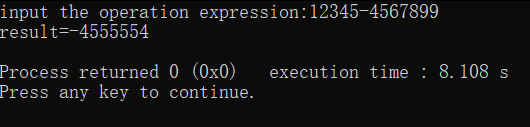 input the operation expression:12345-4567899
result=-4555554
Process returned 0 (0x0)   execution time : 8.108 s
Press any key to continue.